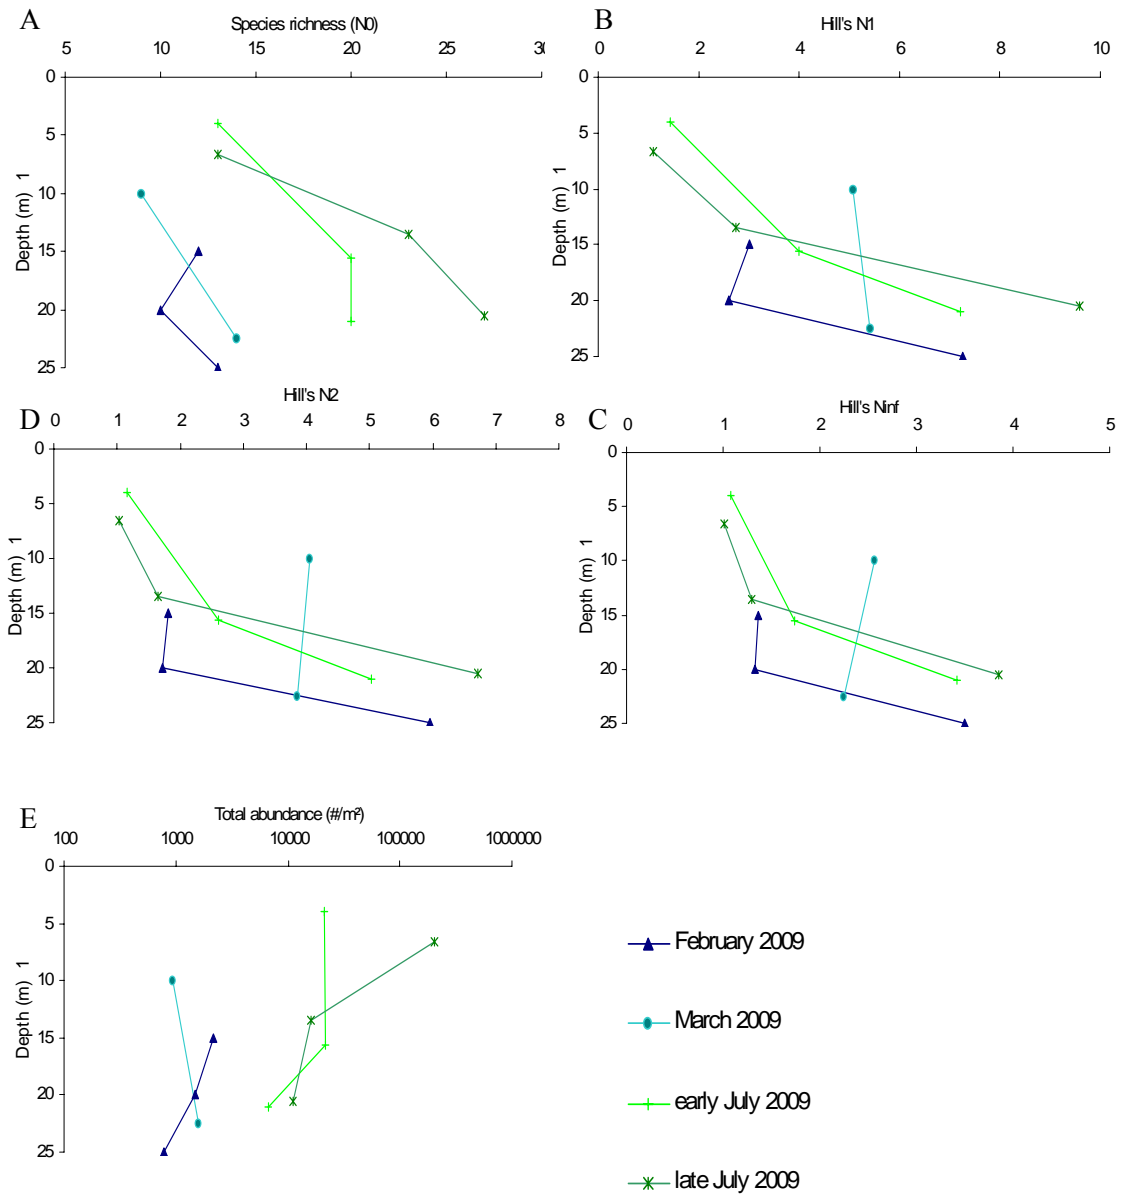 A
Species richness (N0)
5 10 15 20 25 3
0
5
10
15
20
25
Depth (m) 1
B
Hill's N1
0 2 4 6 8 10
0
5
10
15
20
25
Depth (m) 1
D
Hill's N2
0 1 2 3 4 5 6 7 8
0
5
10
15
20
25
Depth (m) 1
C
Hill's Ninf
0 1 2 3 4 5
0
5
10
15
20
25
Depth (m) 1
E
Total abundance (#/m²)
100 1000 10000 100000 1000000
0
5
10
15
20
25
Depth (m) 1
February 2009
March 2009
early July 2009
late July 2009